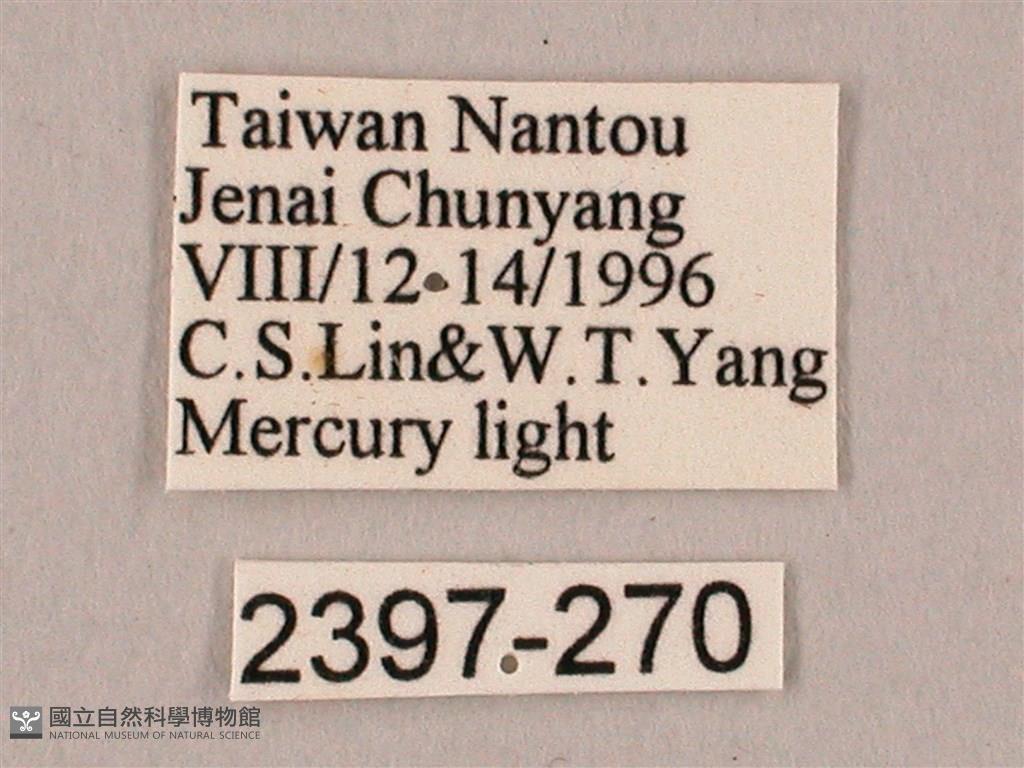 Taiwan Nantou
Jenai Chunyang
VIII/12-14/1996
C.S.Lin&W.T.Yang
Mercury light
2397-270
國立自然科學博物館
NATIONAL MUSEUM OF NATURAL SCIENCE